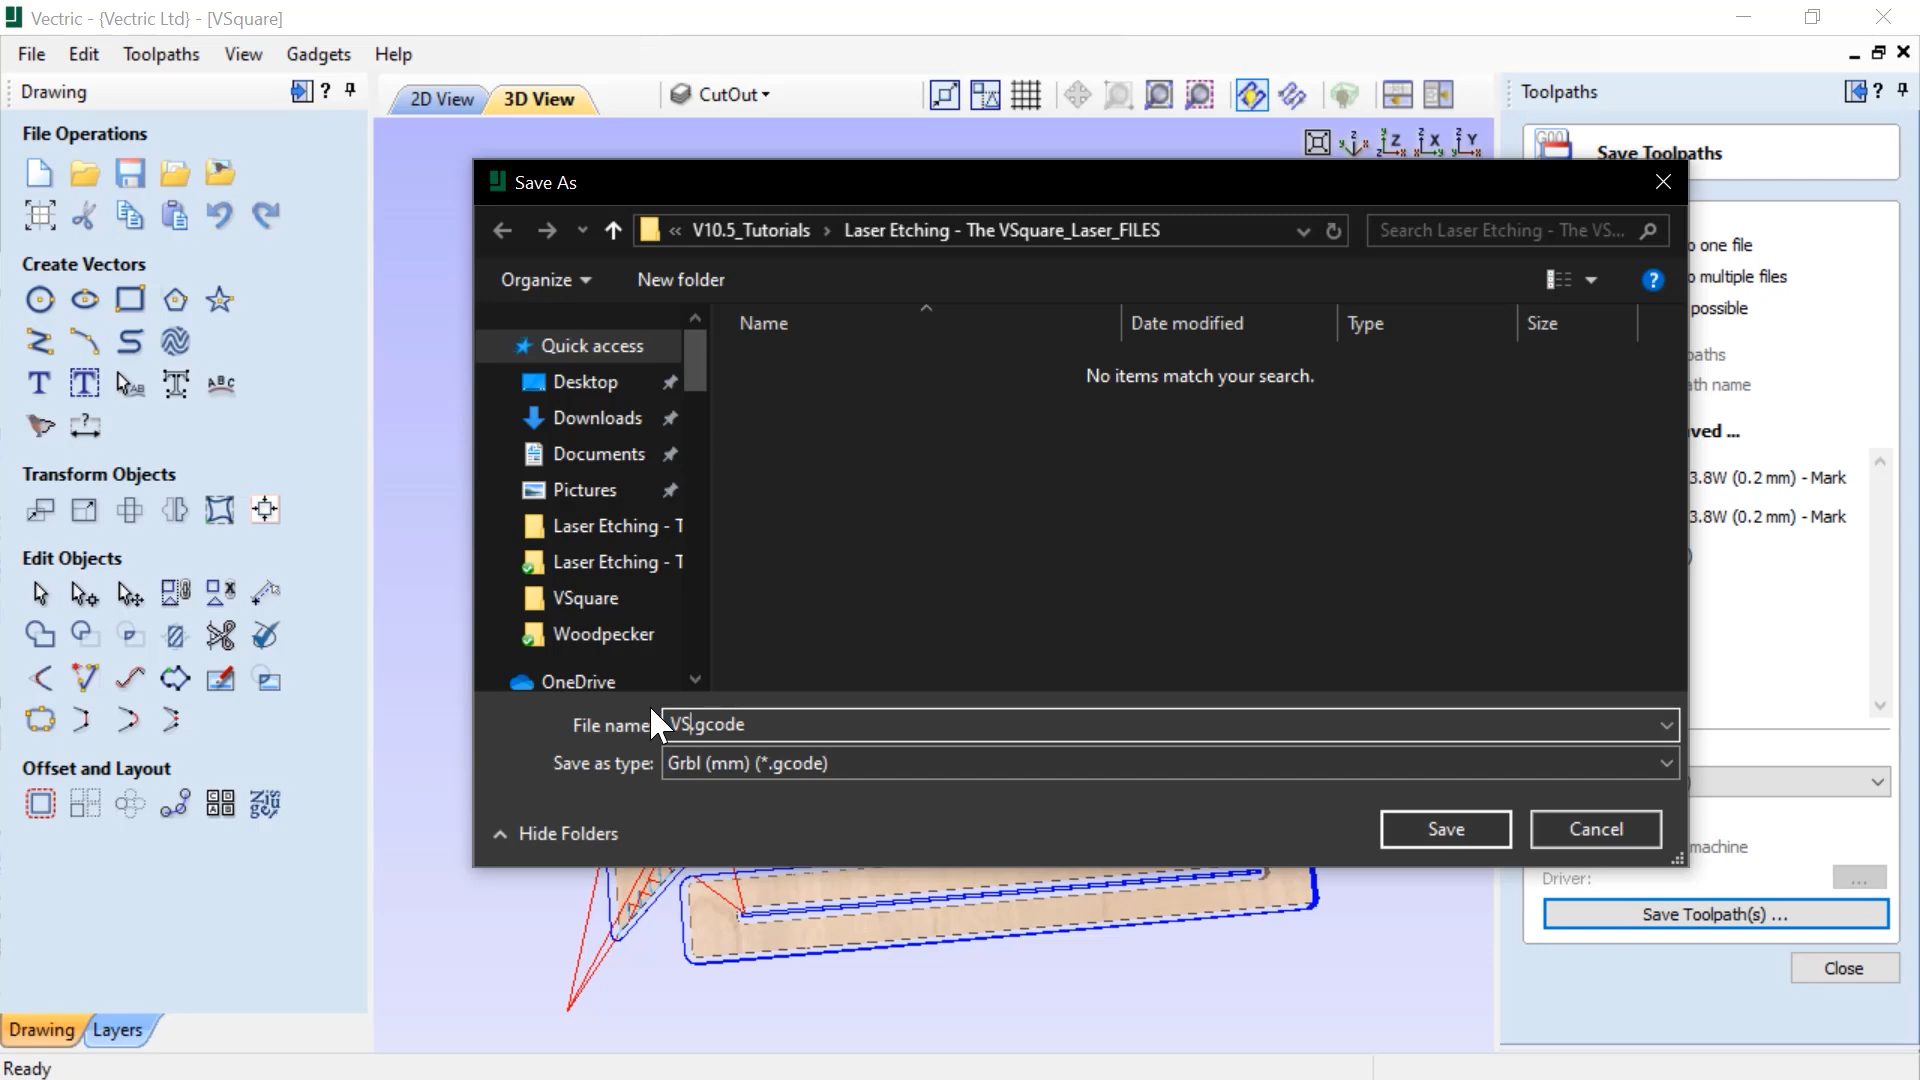 Vectric - {Vectric Ltd} - [VSquare]
File Edit Toolpaths View Gadgets Help
Drawing
File Operations
Create Vectors
Transform Objects
Edit Objects
Offset and Layout
Drawing Layers
Ready
2D View 3D View CutOut
Save As
« V10.5_Tutorials › Laser Etching - The VSquare_Laser_FILES
Search Laser Etching - The VS...
Organize New folder
Name Date modified Type Size
No items match your search.
Quick access
Desktop
Downloads
Documents
Pictures
Laser Etching - T
Laser Etching - T
VSquare
Woodpecker
OneDrive
File name VS.gcode
Save as type: Grbl (mm) (*.gcode)
Hide Folders
Save Cancel
Toolpaths
G00
Save Toolpaths
o one file
o multiple files
possible
paths
th name
ved ...
3.8W (0.2 mm) - Mark
3.8W (0.2 mm) - Mark
machine
Driver: ...
Save Toolpath(s) ...
Close